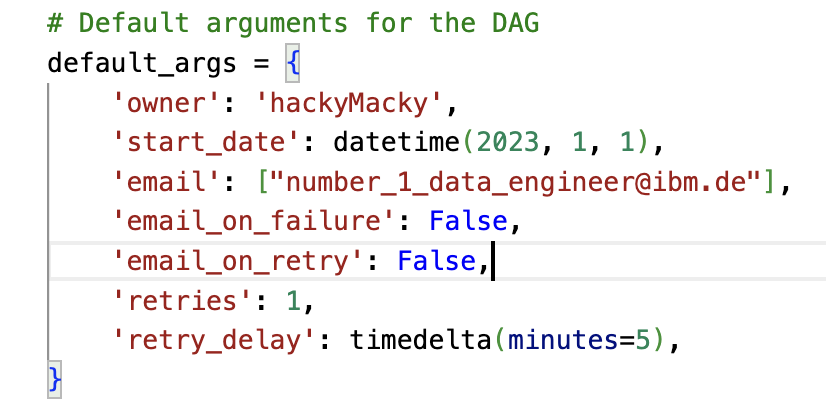 # Default arguments for the DAG
default_args = {
    'owner': 'hackyMacky',
    'start_date': datetime(2023, 1, 1),
    'email': ["number_1_data_engineer@ibm.de"],
    'email_on_failure': False,
    'email_on_retry': False,
    'retries': 1,
    'retry_delay': timedelta(minutes=5),
}